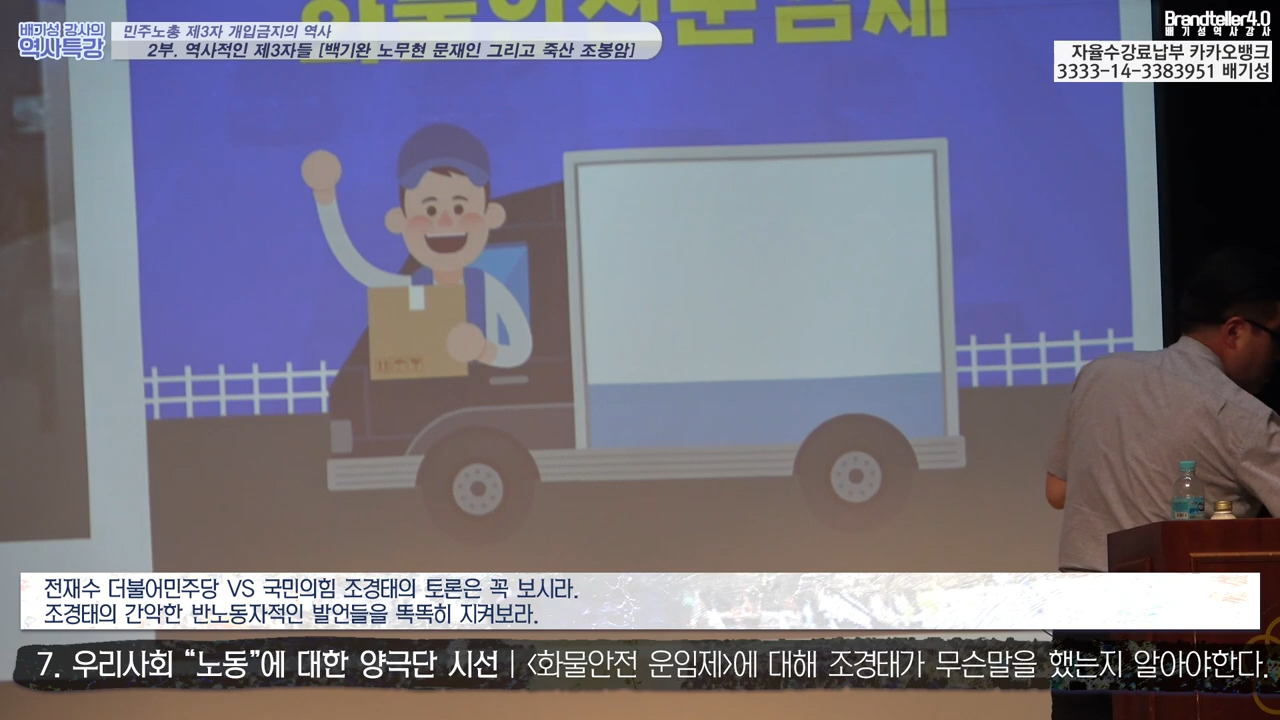 배기성 강사의
역사특강
민주노총 제3자 개입금지의 역사
2부. 역사적인 제3자들 [백기완 노무현 문재인 그리고 죽산 조봉암]
Brandteller4.0
배기성역사강사
자율수강료납부 카카오뱅크
3333-14-3383951 배기성
화물안전운임제
전재수 더불어민주당 VS 국민의힘 조경태의 토론은 꼭 보시라.
조경태의 간악한 반노동자적인 발언들을 똑똑히 지켜보라.
7. 우리사회 “노동”에 대한 양극단 시선 | <화물안전 운임제>에 대해 조경태가 무슨말을 했는지 알아야한다.